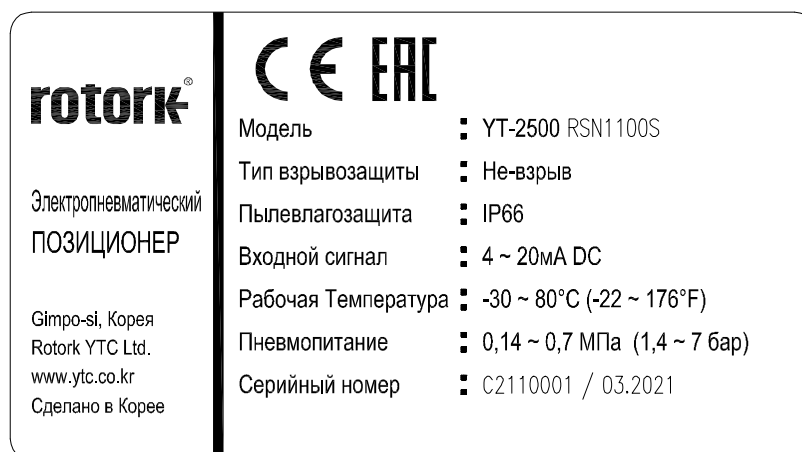 rotork®
Электропневматический
ПОЗИЦИОНЕР
Gimpo-si, Корея
Rotork YTC Ltd.
www.ytc.co.kr
Сделано в Корее
CE EAC
Модель : YT-2500 RSN1100S
Тип взрывозащиты : Не-взрыв
Пылевлагозащита : IP66
Входной сигнал : 4 ~ 20мА DC
Рабочая Температура : -30 ~ 80°C (-22 ~ 176°F)
Пневмопитание : 0,14 ~ 0,7 МПа (1,4 ~ 7 бар)
Серийный номер : C2110001 / 03.2021